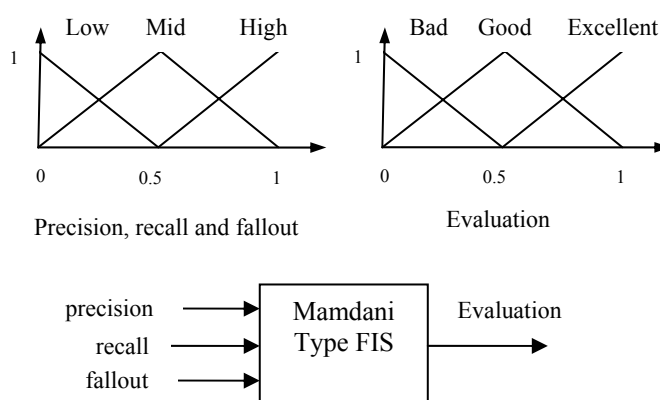 Low Mid High
1
0 0.5 1
Precision, recall and fallout
Bad Good Excellent
1
0 0.5 1
Evaluation
precision
recall
fallout
Mamdani
Type FIS
Evaluation